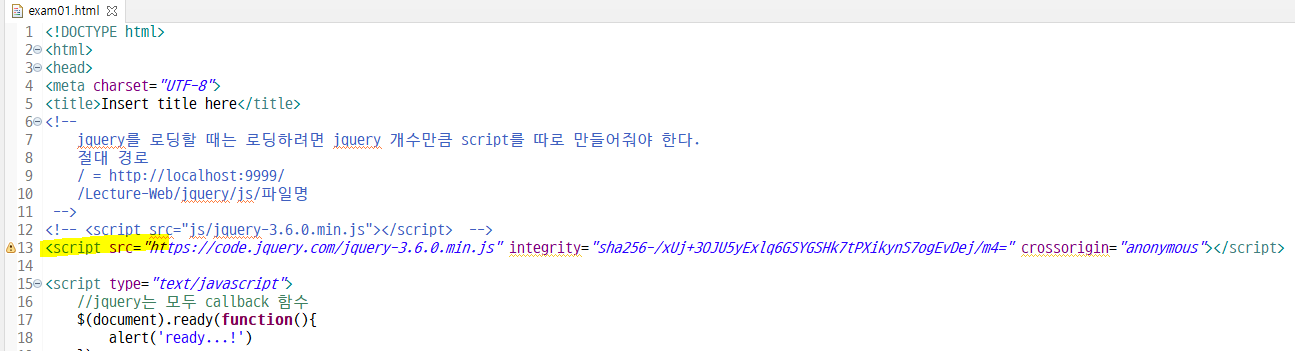 exam01.html
1 <!DOCTYPE html>
2 <html>
3 <head>
4 <meta charset="UTF-8">
5 <title>Insert title here</title>
6 <!--
7 jquery를 로딩할 때는 로딩하려면 jquery 개수만큼 script를 따로 만들어줘야 한다.
8 절대 경로
9 / = http://localhost:9999/
10 /Lecture-Web/jquery/js/파일명
11 -->
12 <!-- <script src="js/jquery-3.6.0.min.js"></script> -->
13 <script src="https://code.jquery.com/jquery-3.6.0.min.js" integrity="sha256-/xUj+3OJU5yExlq6GSYGSHk7tPXikynS7ogEvDej/m4=" crossorigin="anonymous"></script>
14
15 <script type="text/javascript">
16 //jquery는 모두 callback 함수
17 $(document).ready(function(){
18 alert('ready...!')